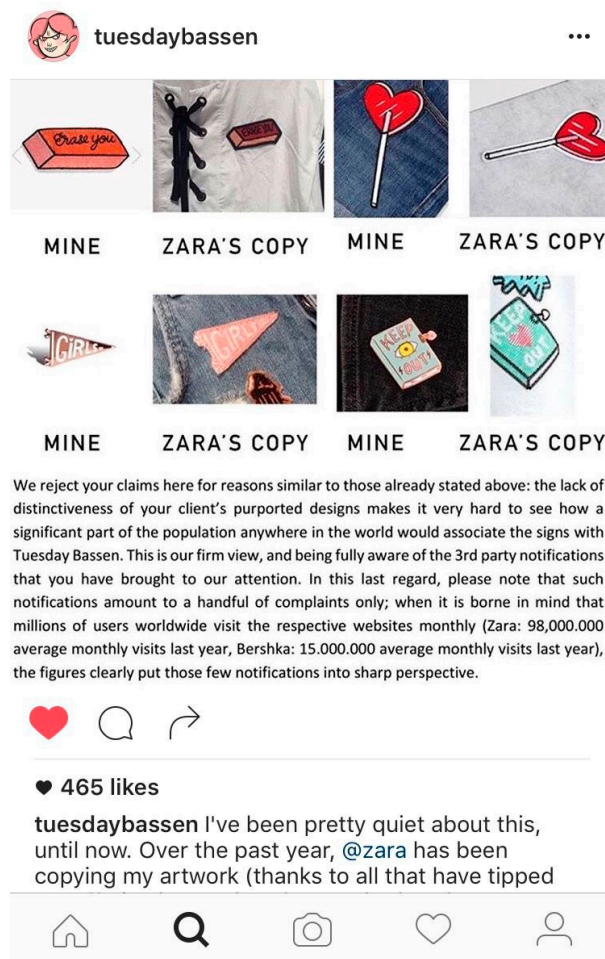 tuesdaybassen
Erase you
ERASE YOU
MINE
ZARA'S COPY
MINE
ZARA'S COPY
GIRLS
GIRLS
KEEP
OUT
KEEP
OUT
MINE
ZARA'S COPY
MINE
ZARA'S COPY
We reject your claims here for reasons similar to those already stated above: the lack of
distinctiveness of your client's purported designs makes it very hard to see how a
significant part of the population anywhere in the world would associate the signs with
Tuesday Bassen. This is our firm view, and being fully aware of the 3rd party notifications
that you have brought to our attention. In this last regard, please note that such
notifications amount to a handful of complaints only; when it is borne in mind that
millions of users worldwide visit the respective websites monthly (Zara: 98,000.000
average monthly visits last year, Bershka: 15.000.000 average monthly visits last year),
the figures clearly put those few notifications into sharp perspective.
465 likes
tuesdaybassen I've been pretty quiet about this,
until now. Over the past year, @zara has been
copying my artwork (thanks to all that have tipped